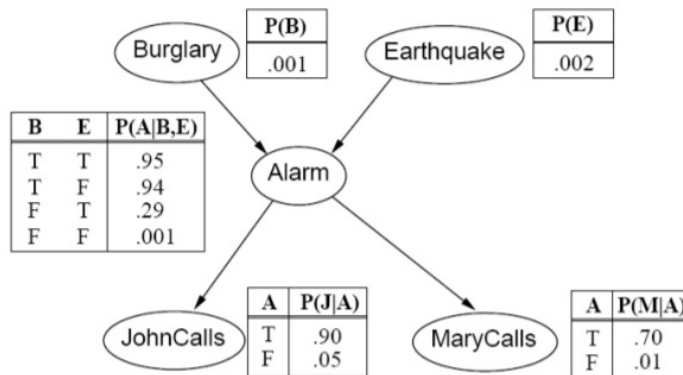 Burglary
P(B)
.001
Earthquake
P(E)
.002
B E P(A|B,E)
T T .95
T F .94
F T .29
F F .001
Alarm
JohnCalls
A P(J|A)
T .90
F .05
MaryCalls
A P(M|A)
T .70
F .01